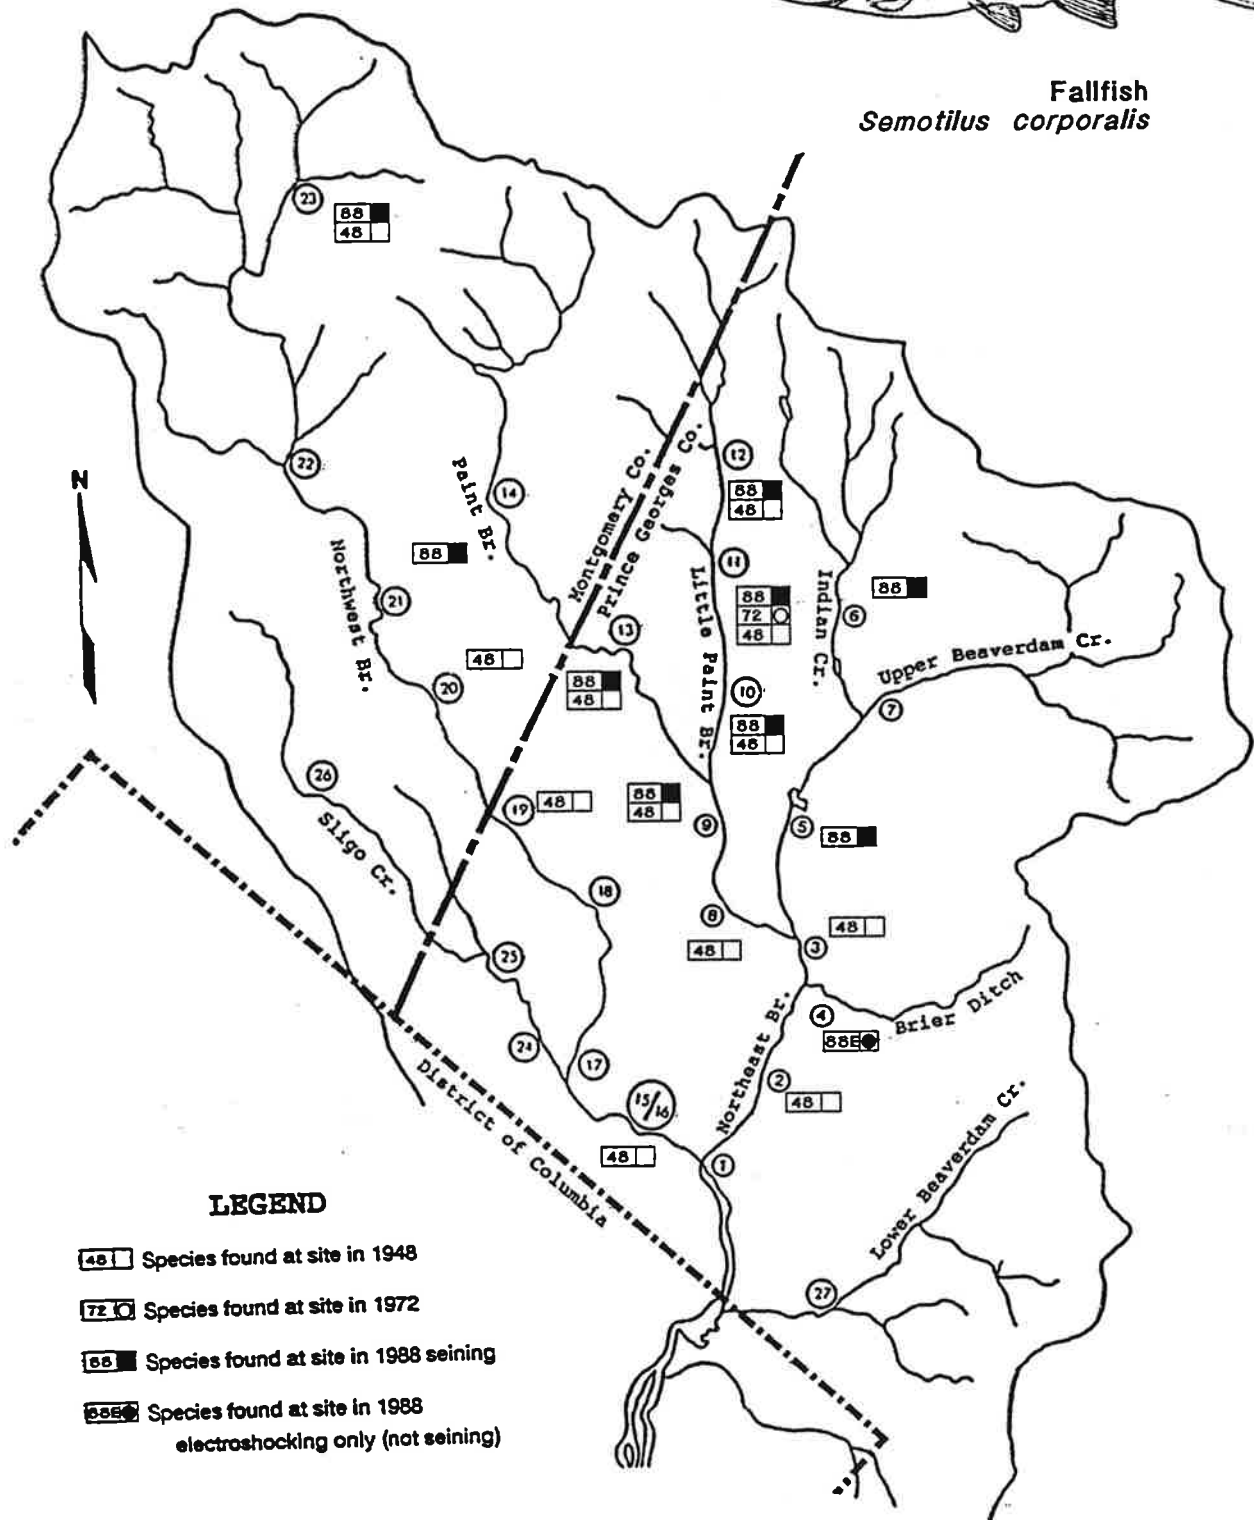 Fallfish
Semotilus corporalis
23
88
48
N
22
14
Paint Br.
88
Northwest Br.
21
20
48
Montgomery Co.
Prince Georges Co.
12
88
48
11
88
72
48
Little Paint Br.
Indian Cr.
88
6
Upper Beaverdam Cr.
7
13
88
48
10
88
48
26
Sligo Cr.
19
48
88
48
9
5
88
18
8
48
48
3
25
24
17
4
88E
Brier Ditch
Northeast Br.
2
48
15/16
48
1
District of Columbia
Lower Beaverdam Cr.
27
LEGEND
48 Species found at site in 1948
72 Species found at site in 1972
88 Species found at site in 1988 seining
88E Species found at site in 1988
electroshocking only (not seining)